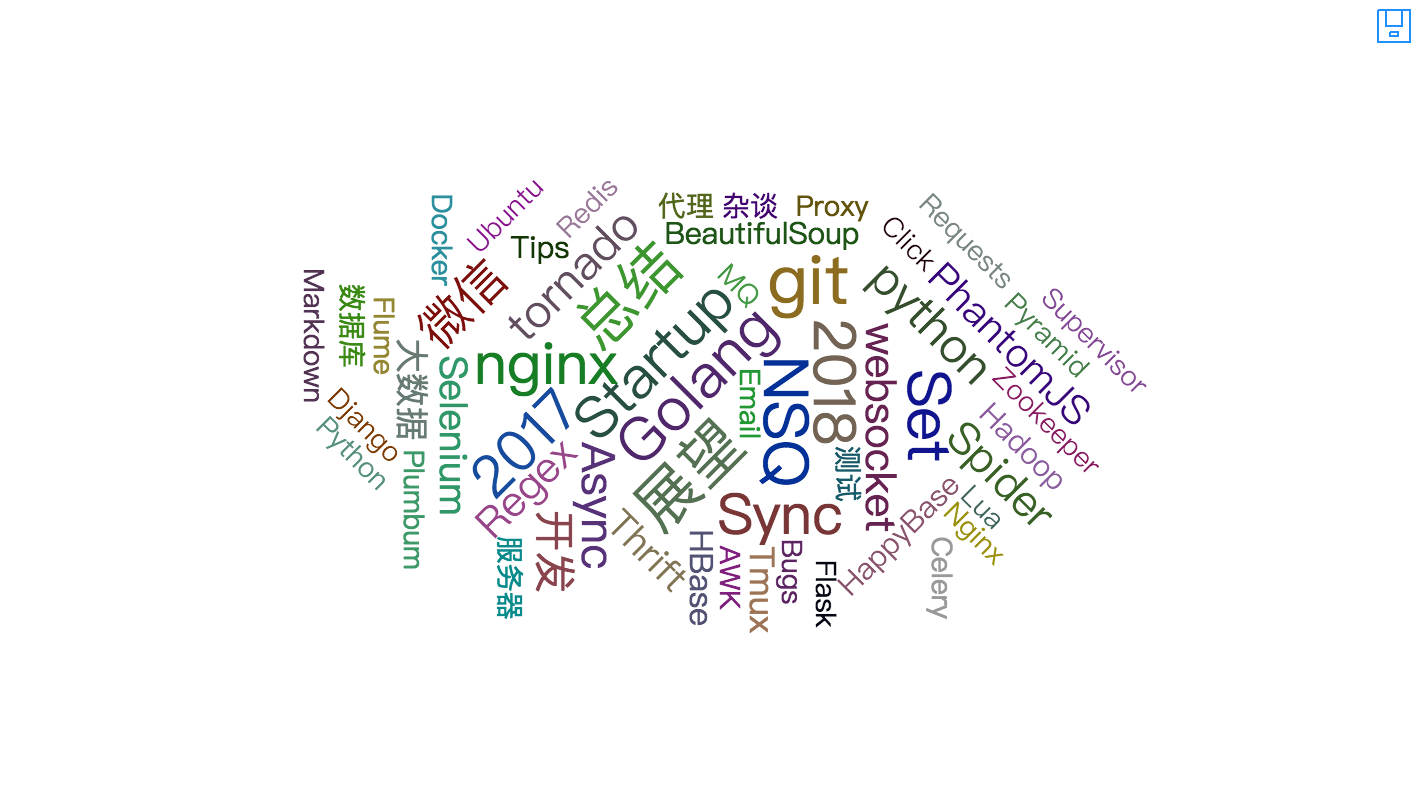 Docker
Ubuntu
Redis
代理
杂谈
Proxy
Requests
Tips
tornado
BeautifulSoup
Click
Markdown
数据库
Flume
微信
总结
MQ
git
python
PhantomJS
Pyramid
Supervisor
大数据
Selenium
nginx
Startup
Golang
Email
NSQ
2018
websocket
Set
Zookeeper
Django
Python
Plumbum
2017
Regex
Async
展望
测试
Spider
Hadoop
服务器
开发
Thrift
Sync
HappyBase
Lua
Nginx
HBase
AWK
Tmux
Bugs
Flask
Celery